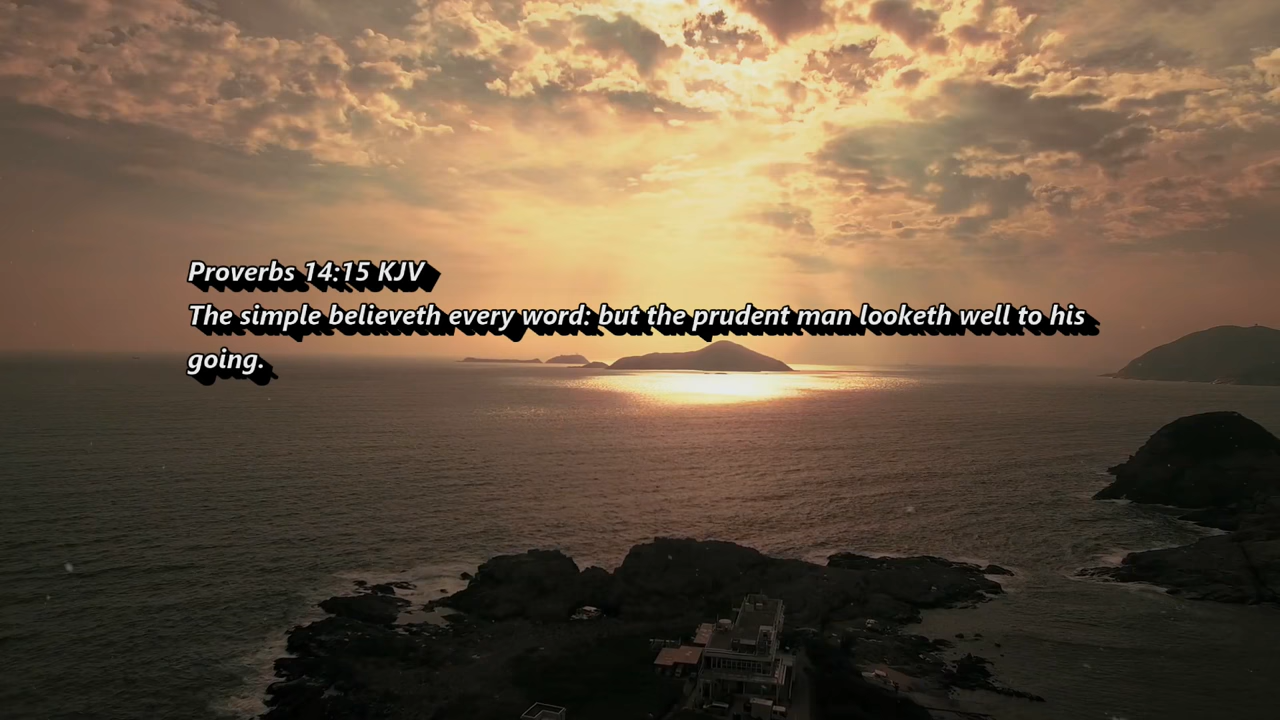 Proverbs 14:15 KJV
The simple believeth every word: but the prudent man looketh well to his
going.